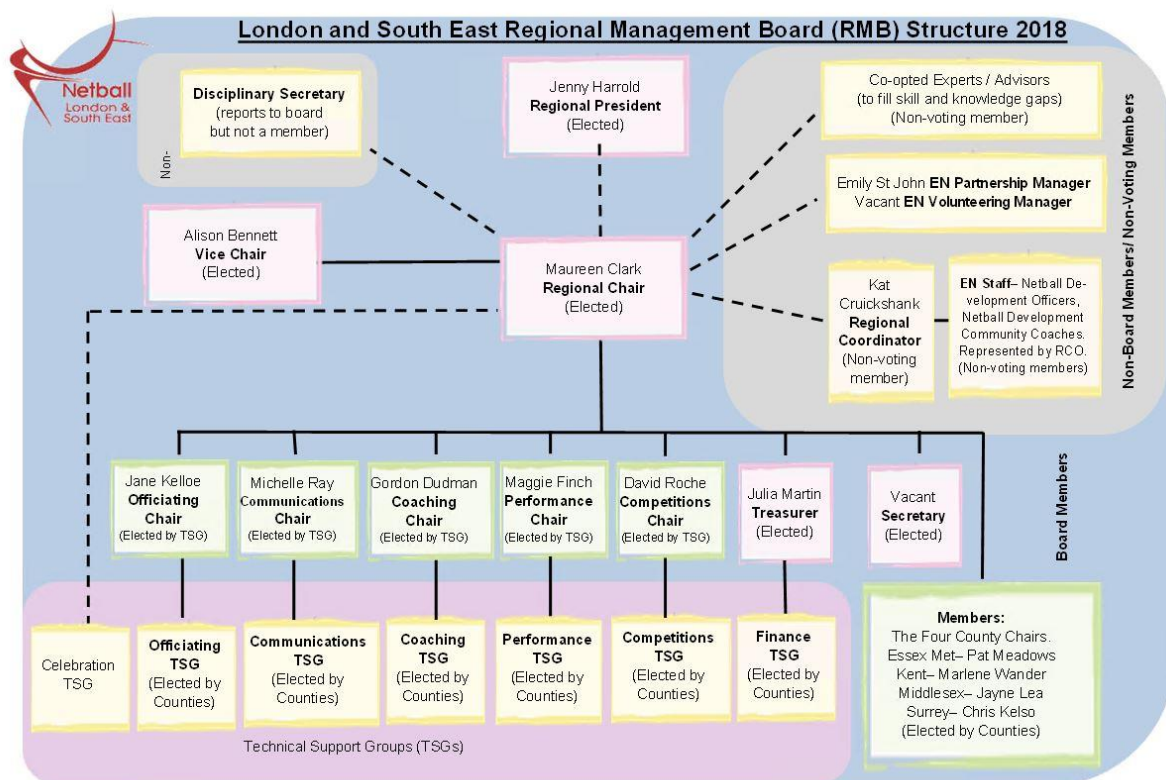 London and South East Regional Management Board (RMB) Structure 2018
Netball
London &
South East
Disciplinary Secretary
(reports to board
but not a member)
Non-
Jenny Harrold
Regional President
(Elected)
Co-opted Experts / Advisors
(to fill skill and knowledge gaps)
(Non-voting member)
Emily St John EN Partnership Manager
Vacant EN Volunteering Manager
Alison Bennett
Vice Chair
(Elected)
Maureen Clark
Regional Chair
(Elected)
Kat
Cruickshank
Regional
Coordinator
(Non-voting
member)
EN Staff– Netball De-
velopment Officers,
Netball Development
Community Coaches.
Represented by RCO.
(Non-voting members)
Non-Board Members/ Non-Voting Members
Jane Kelloe
Officiating
Chair
(Elected by TSG)
Michelle Ray
Communications
Chair
(Elected by TSG)
Gordon Dudman
Coaching
Chair
(Elected by TSG)
Maggie Finch
Performance
Chair
(Elected by TSG)
David Roche
Competitions
Chair
(Elected by TSG)
Julia Martin
Treasurer
(Elected)
Vacant
Secretary
(Elected)
Board Members
Celebration
TSG
Officiating
TSG
(Elected by
Counties)
Communications
TSG
(Elected by
Counties)
Coaching
TSG
(Elected by
Counties)
Performance
TSG
(Elected by
Counties)
Competitions
TSG
(Elected by
Counties)
Finance
TSG
(Elected by
Counties)
Members:
The Four County Chairs.
Essex Met– Pat Meadows
Kent– Marlene Wander
Middlesex– Jayne Lea
Surrey– Chris Kelso
(Elected by Counties)
Technical Support Groups (TSGs)